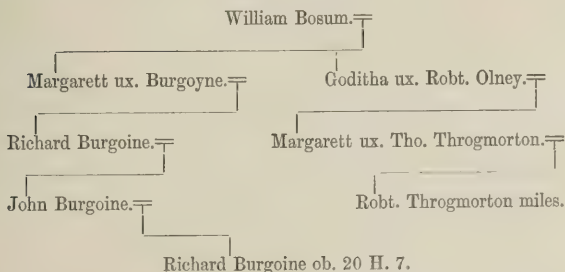 William Bosum.
Margarett ux. Burgoyne. Goditha ux. Robt. Olney.
Richard Burgoine. Margarett ux. Tho. Throgmorton.
John Burgoine. Robt. Throgmorton miles.
Richard Burgoine ob. 20 H. 7.